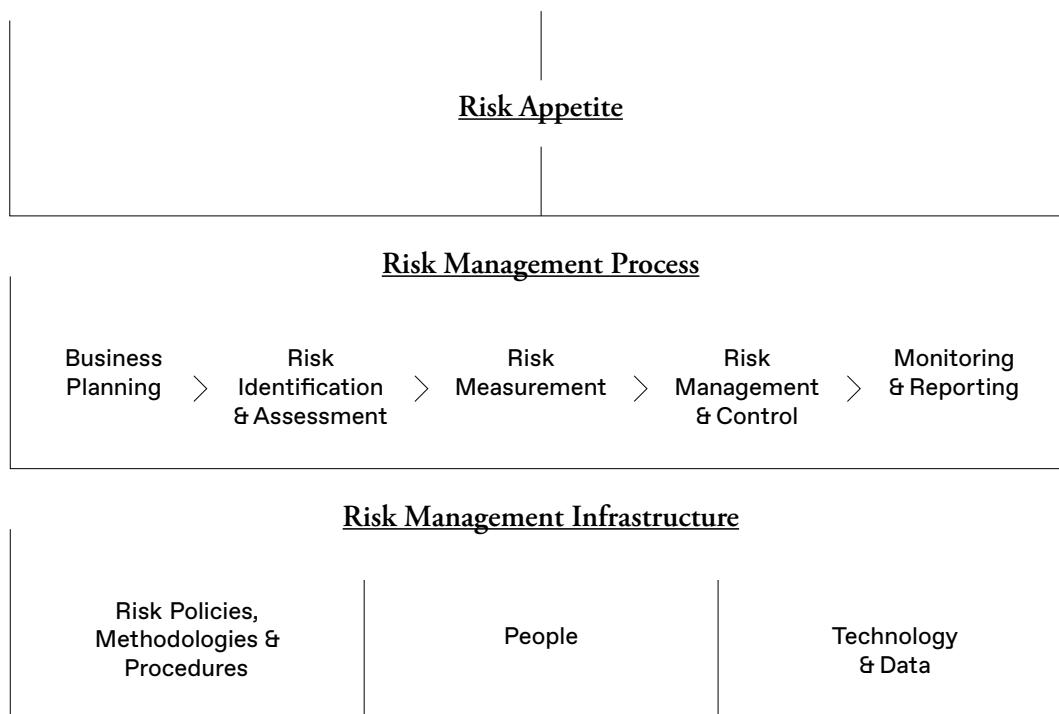 Risk Appetite
Risk Management Process
Business
Planning
Risk
Identification
& Assessment
Risk
Measurement
Risk
Management
& Control
Monitoring
& Reporting
Risk Management Infrastructure
Risk Policies,
Methodologies &
Procedures
People
Technology
& Data